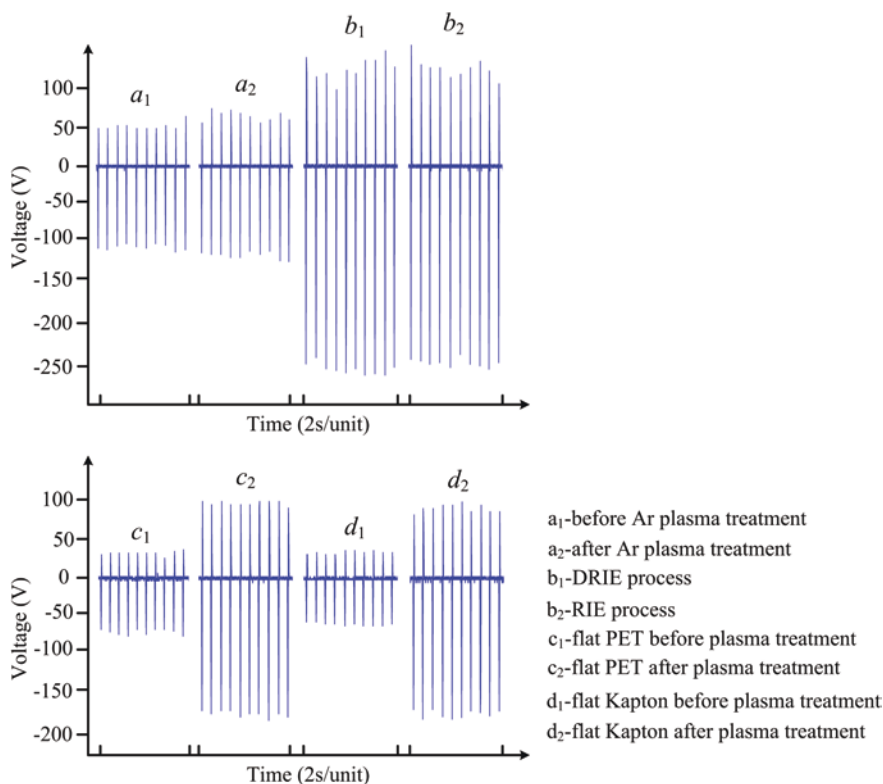 b₁
b₂
a₁
a₂
100
50
0
-50
-100
-150
-200
-250
Voltage (V)
Time (2s/unit)
c₂
d₂
c₁
d₁
100
50
0
-50
-100
-150
-200
Voltage (V)
Time (2s/unit)
a₁-before Ar plasma treatment
a₂-after Ar plasma treatment
b₁-DRIE process
b₂-RIE process
c₁-flat PET before plasma treatment
c₂-flat PET after plasma treatment
d₁-flat Kapton before plasma treatment
d₂-flat Kapton after plasma treatment